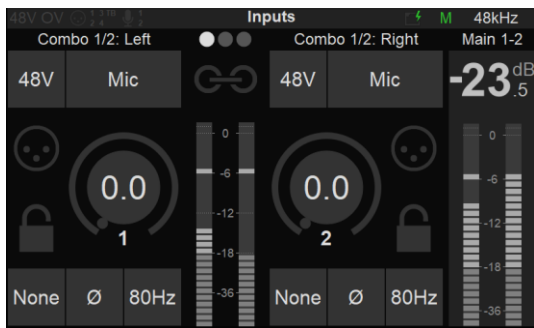 48V OV Inputs M 48kHz
Combo 1/2: Left Combo 1/2: Right Main 1-2
48V Mic 48V Mic -23.5 dB
0 0
-6 -6
0.0 0.0
-12 -12
1 2
-18 -18
None Ø 80Hz -36 None Ø 80Hz -36